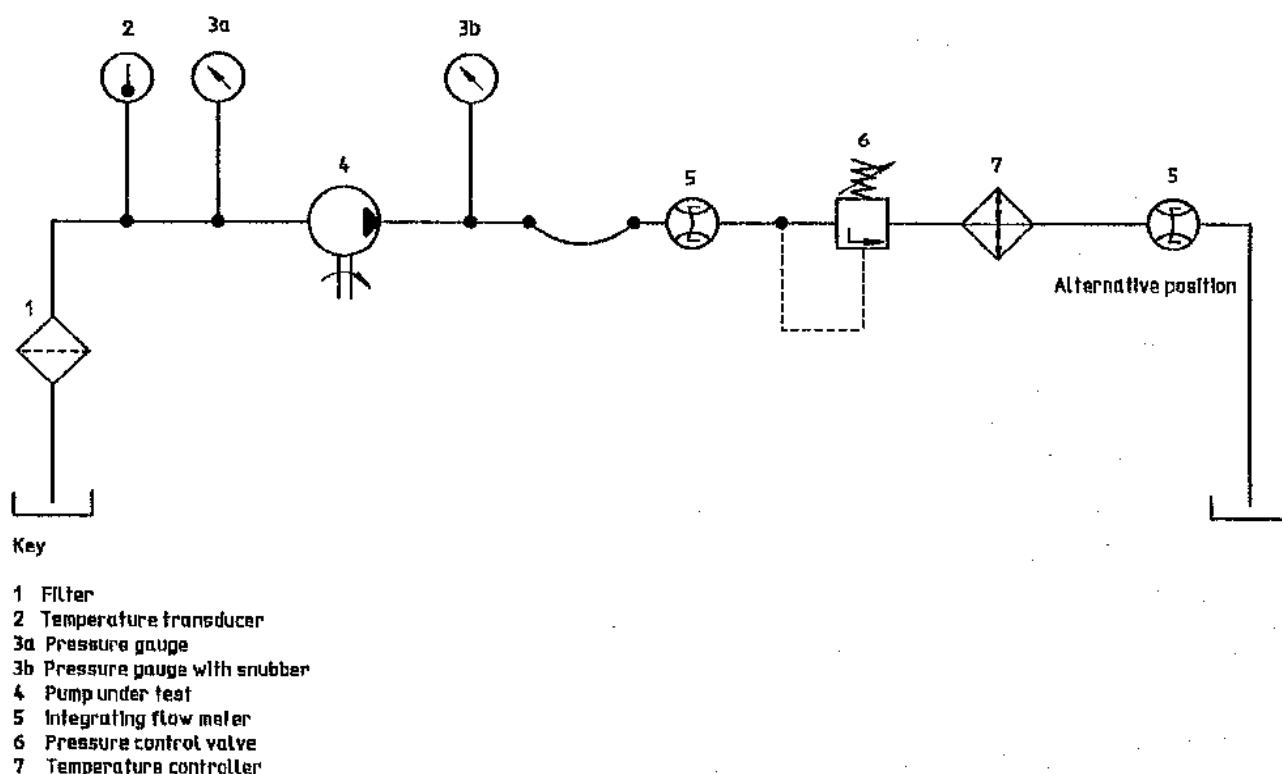 2
3a
3b
4
5
6
7
5
Alternative position
1
Key
1 Filter
2 Temperature transducer
3a Pressure gauge
3b Pressure gauge with snubber
4 Pump under test
5 Integrating flow meter
6 Pressure control valve
7 Temperature controller